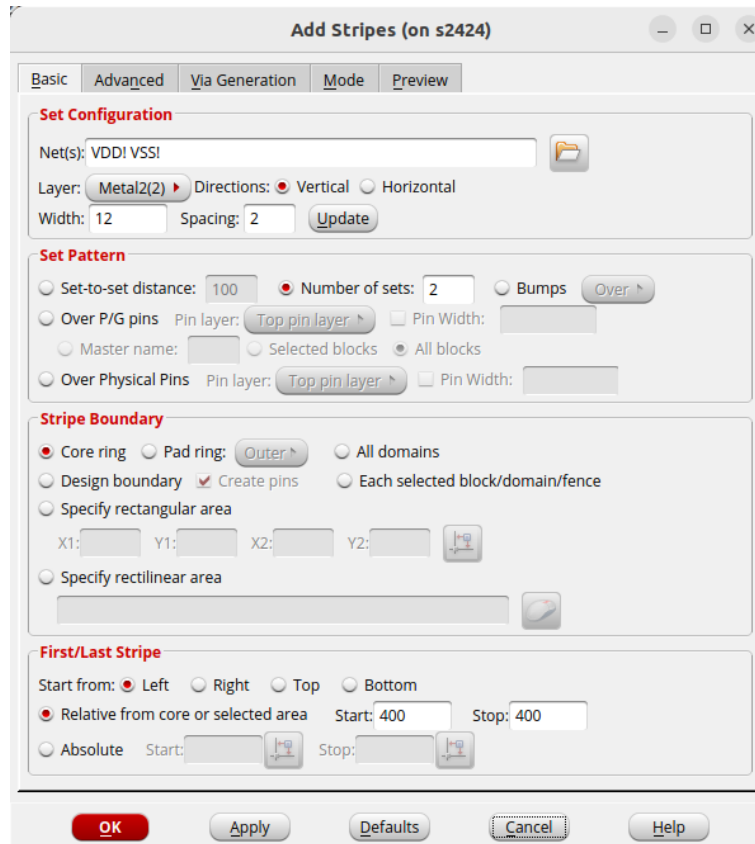 Add Stripes (on s2424)
Basic Advanced Via Generation Mode Preview
Set Configuration
Net(s): VDD! VSS!
Layer: Metal2(2) Directions: Vertical Horizontal
Width: 12 Spacing: 2 Update
Set Pattern
Set-to-set distance: 100 Number of sets: 2 Bumps Over
Over P/G pins Pin layer: Top pin layer Pin Width:
Master name: Selected blocks All blocks
Over Physical Pins Pin layer: Top pin layer Pin Width:
Stripe Boundary
Core ring Pad ring: Outer All domains
Design boundary Create pins Each selected block/domain/fence
Specify rectangular area
X1: Y1: X2: Y2:
Specify rectilinear area
First/Last Stripe
Start from: Left Right Top Bottom
Relative from core or selected area Start: 400 Stop: 400
Absolute Start: Stop:
OK Apply Defaults Cancel Help